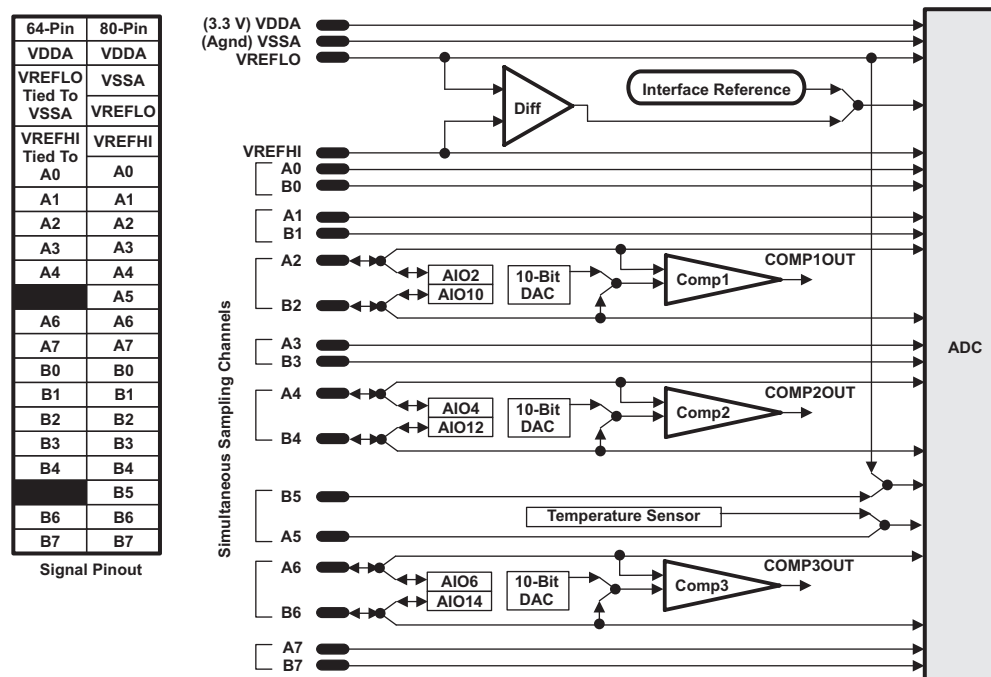 64-Pin 80-Pin
VDDA VDDA
VREFLO
Tied To
VSSA
VSSA
VREFLO
VREFHI
Tied To
A0
VREFHI
A0
A1 A1
A2 A2
A3 A3
A4 A4
A5
A6 A6
A7 A7
B0 B0
B1 B1
B2 B2
B3 B3
B4 B4
B5
B6 B6
B7 B7
Signal Pinout
(3.3 V) VDDA
(Agnd) VSSA
VREFLO
Diff
Interface Reference
VREFHI
A0
B0
A1
B1
A2
B2
AIO2
AIO10
10-Bit
DAC
Comp1
COMP1OUT
A3
B3
A4
B4
AIO4
AIO12
10-Bit
DAC
Comp2
COMP2OUT
B5
Temperature Sensor
A5
A6
B6
AIO6
AIO14
10-Bit
DAC
Comp3
COMP3OUT
A7
B7
Simultaneous Sampling Channels
ADC